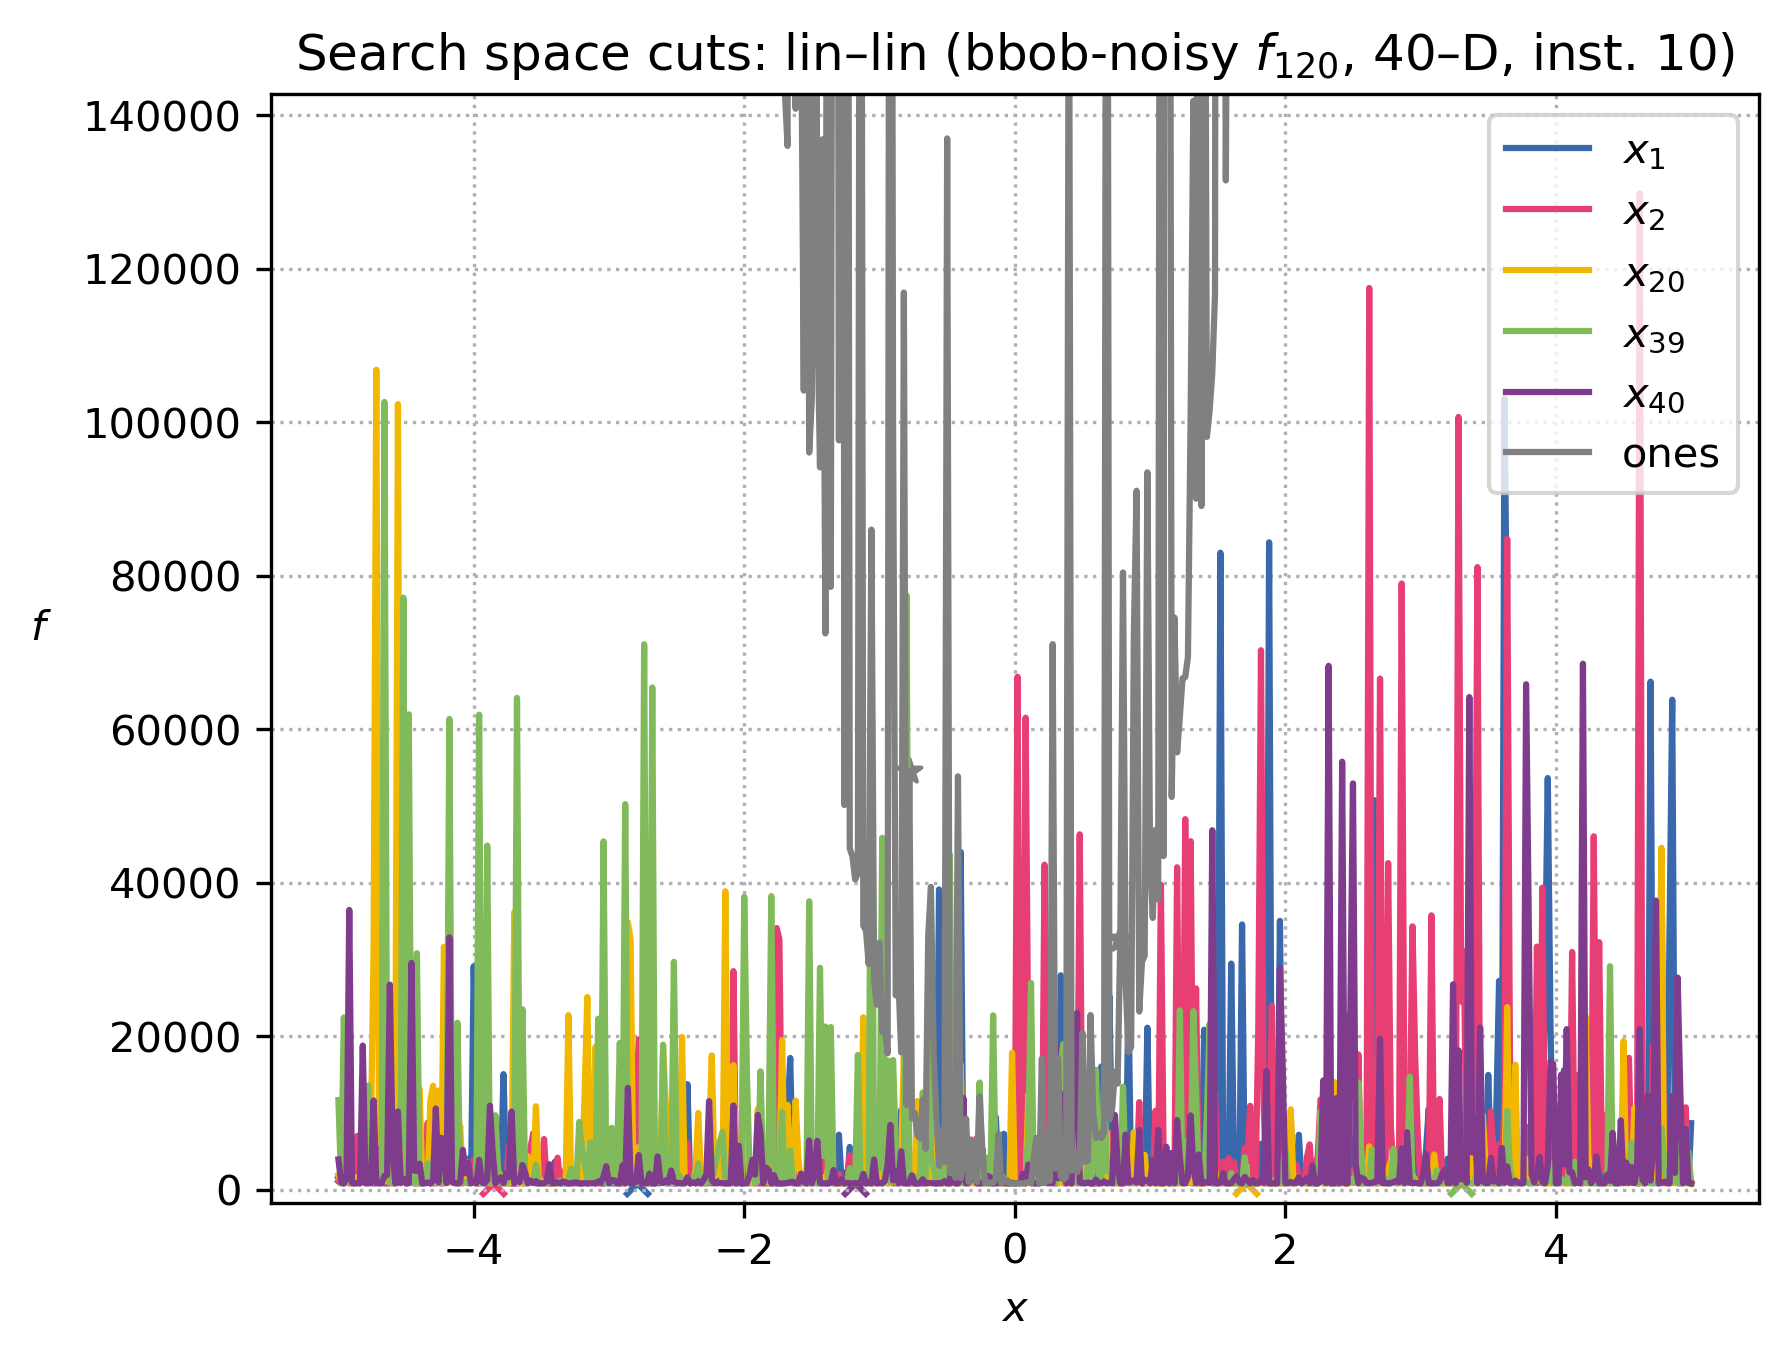 Search space cuts: lin–lin (bbob-noisy f120, 40–D, inst. 10)
140000
120000
100000
80000
60000
40000
20000
0
f
x1
x2
x20
x39
x40
ones
−4
−2
0
2
4
x